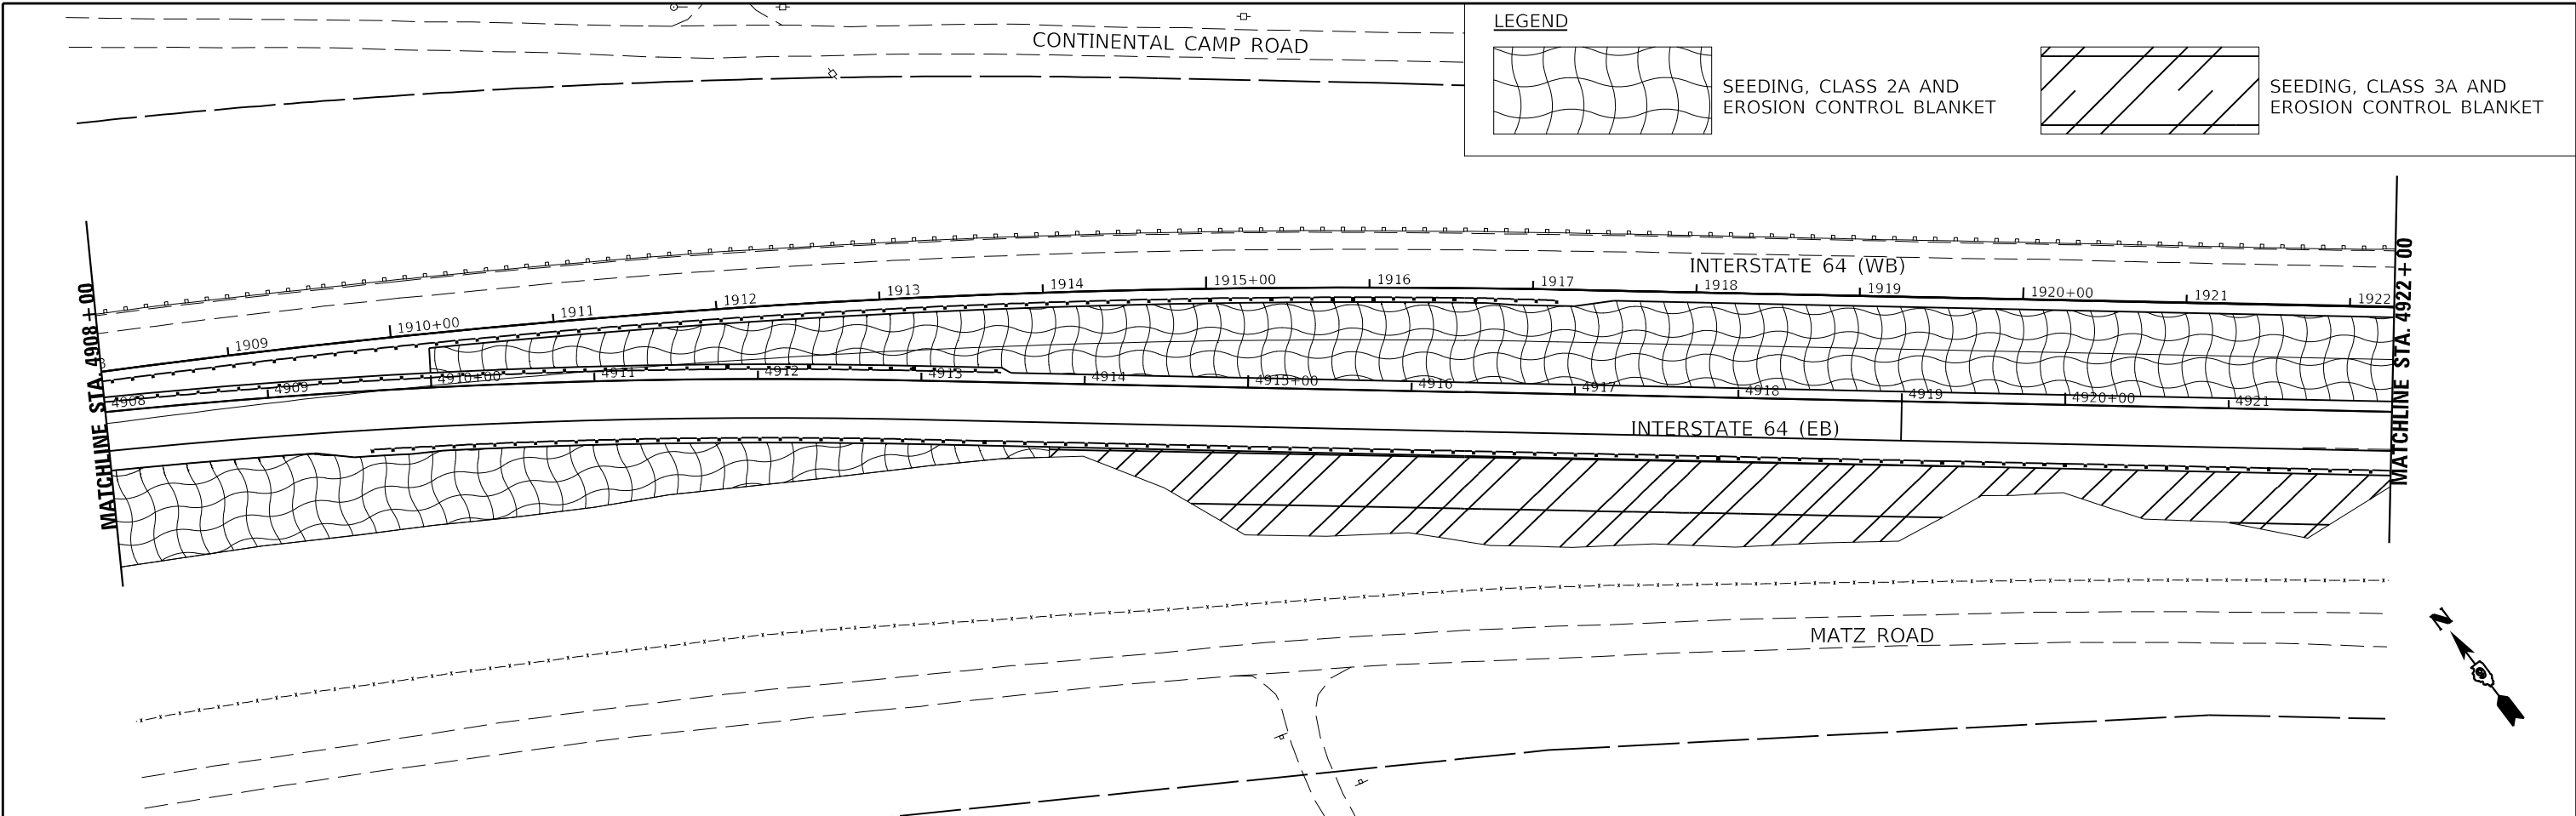 CONTINENTAL CAMP ROAD
LEGEND
SEEDING, CLASS 2A AND
EROSION CONTROL BLANKET
SEEDING, CLASS 3A AND
EROSION CONTROL BLANKET
MATCHLINE STA. 4908+00
MATCHLINE STA. 4922+00
INTERSTATE 64 (WB)
1909
1910+00
1911
1912
1913
1914
1915+00
1916
1917
1918
1919
1920+00
1921
1922
4908
4909
4910+00
4911
4912
4913
4914
4915+00
4916
4917
4918
4919
4920+00
4921
INTERSTATE 64 (EB)
MATZ ROAD
N